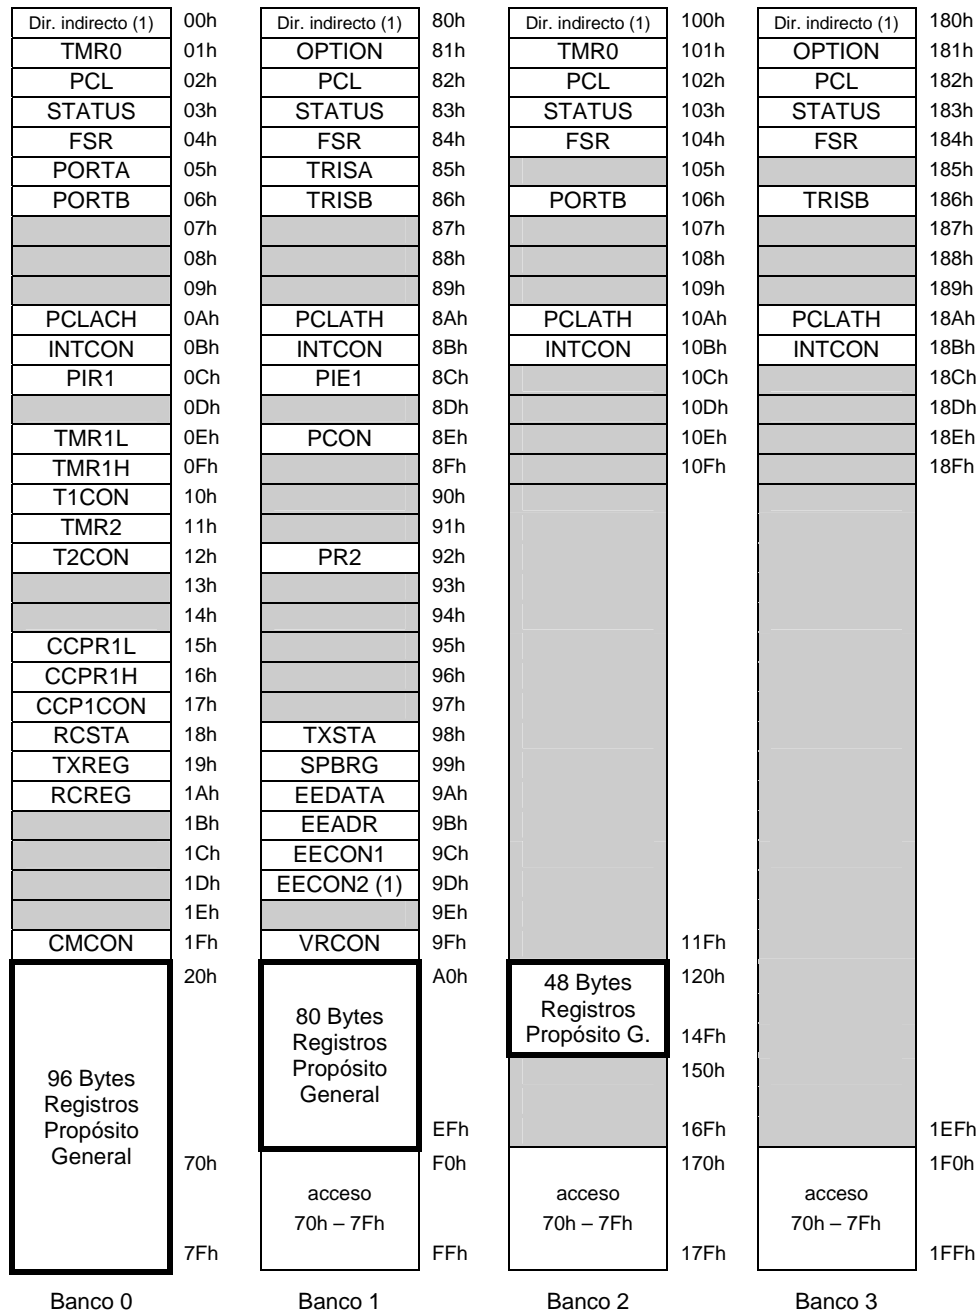 Dir. indirecto (1) 00h Dir. indirecto (1) 80h Dir. indirecto (1) 100h Dir. indirecto (1) 180h
TMR0 01h OPTION 81h TMR0 101h OPTION 181h
PCL 02h PCL 82h PCL 102h PCL 182h
STATUS 03h STATUS 83h STATUS 103h STATUS 183h
FSR 04h FSR 84h FSR 104h FSR 184h
PORTA 05h TRISA 85h 105h 185h
PORTB 06h TRISB 86h PORTB 106h TRISB 186h
07h 87h 107h 187h
08h 88h 108h 188h
09h 89h 109h 189h
PCLACH 0Ah PCLATH 8Ah PCLATH 10Ah PCLATH 18Ah
INTCON 0Bh INTCON 8Bh INTCON 10Bh INTCON 18Bh
PIR1 0Ch PIE1 8Ch 10Ch 18Ch
0Dh 8Dh 10Dh 18Dh
TMR1L 0Eh PCON 8Eh 10Eh 18Eh
TMR1H 0Fh 8Fh 10Fh 18Fh
T1CON 10h 90h
TMR2 11h 91h
T2CON 12h PR2 92h
13h 93h
14h 94h
CCPR1L 15h 95h
CCPR1H 16h 96h
CCP1CON 17h 97h
RCSTA 18h TXSTA 98h
TXREG 19h SPBRG 99h
RCREG 1Ah EEDATA 9Ah
1Bh EEADR 9Bh
1Ch EECON1 9Ch
1Dh EECON2 (1) 9Dh
1Eh 9Eh
CMCON 1Fh VRCON 9Fh 11Fh
20h A0h 48 Bytes 120h
80 Bytes Registros
Registros Propósito G. 14Fh
Propósito 150h
96 Bytes General
Registros
Propósito EFh 16Fh 1EFh
General 70h F0h 170h 1F0h
acceso acceso acceso
70h – 7Fh 70h – 7Fh 70h – 7Fh
7Fh FFh 17Fh 1FFh
Banco 0 Banco 1 Banco 2 Banco 3